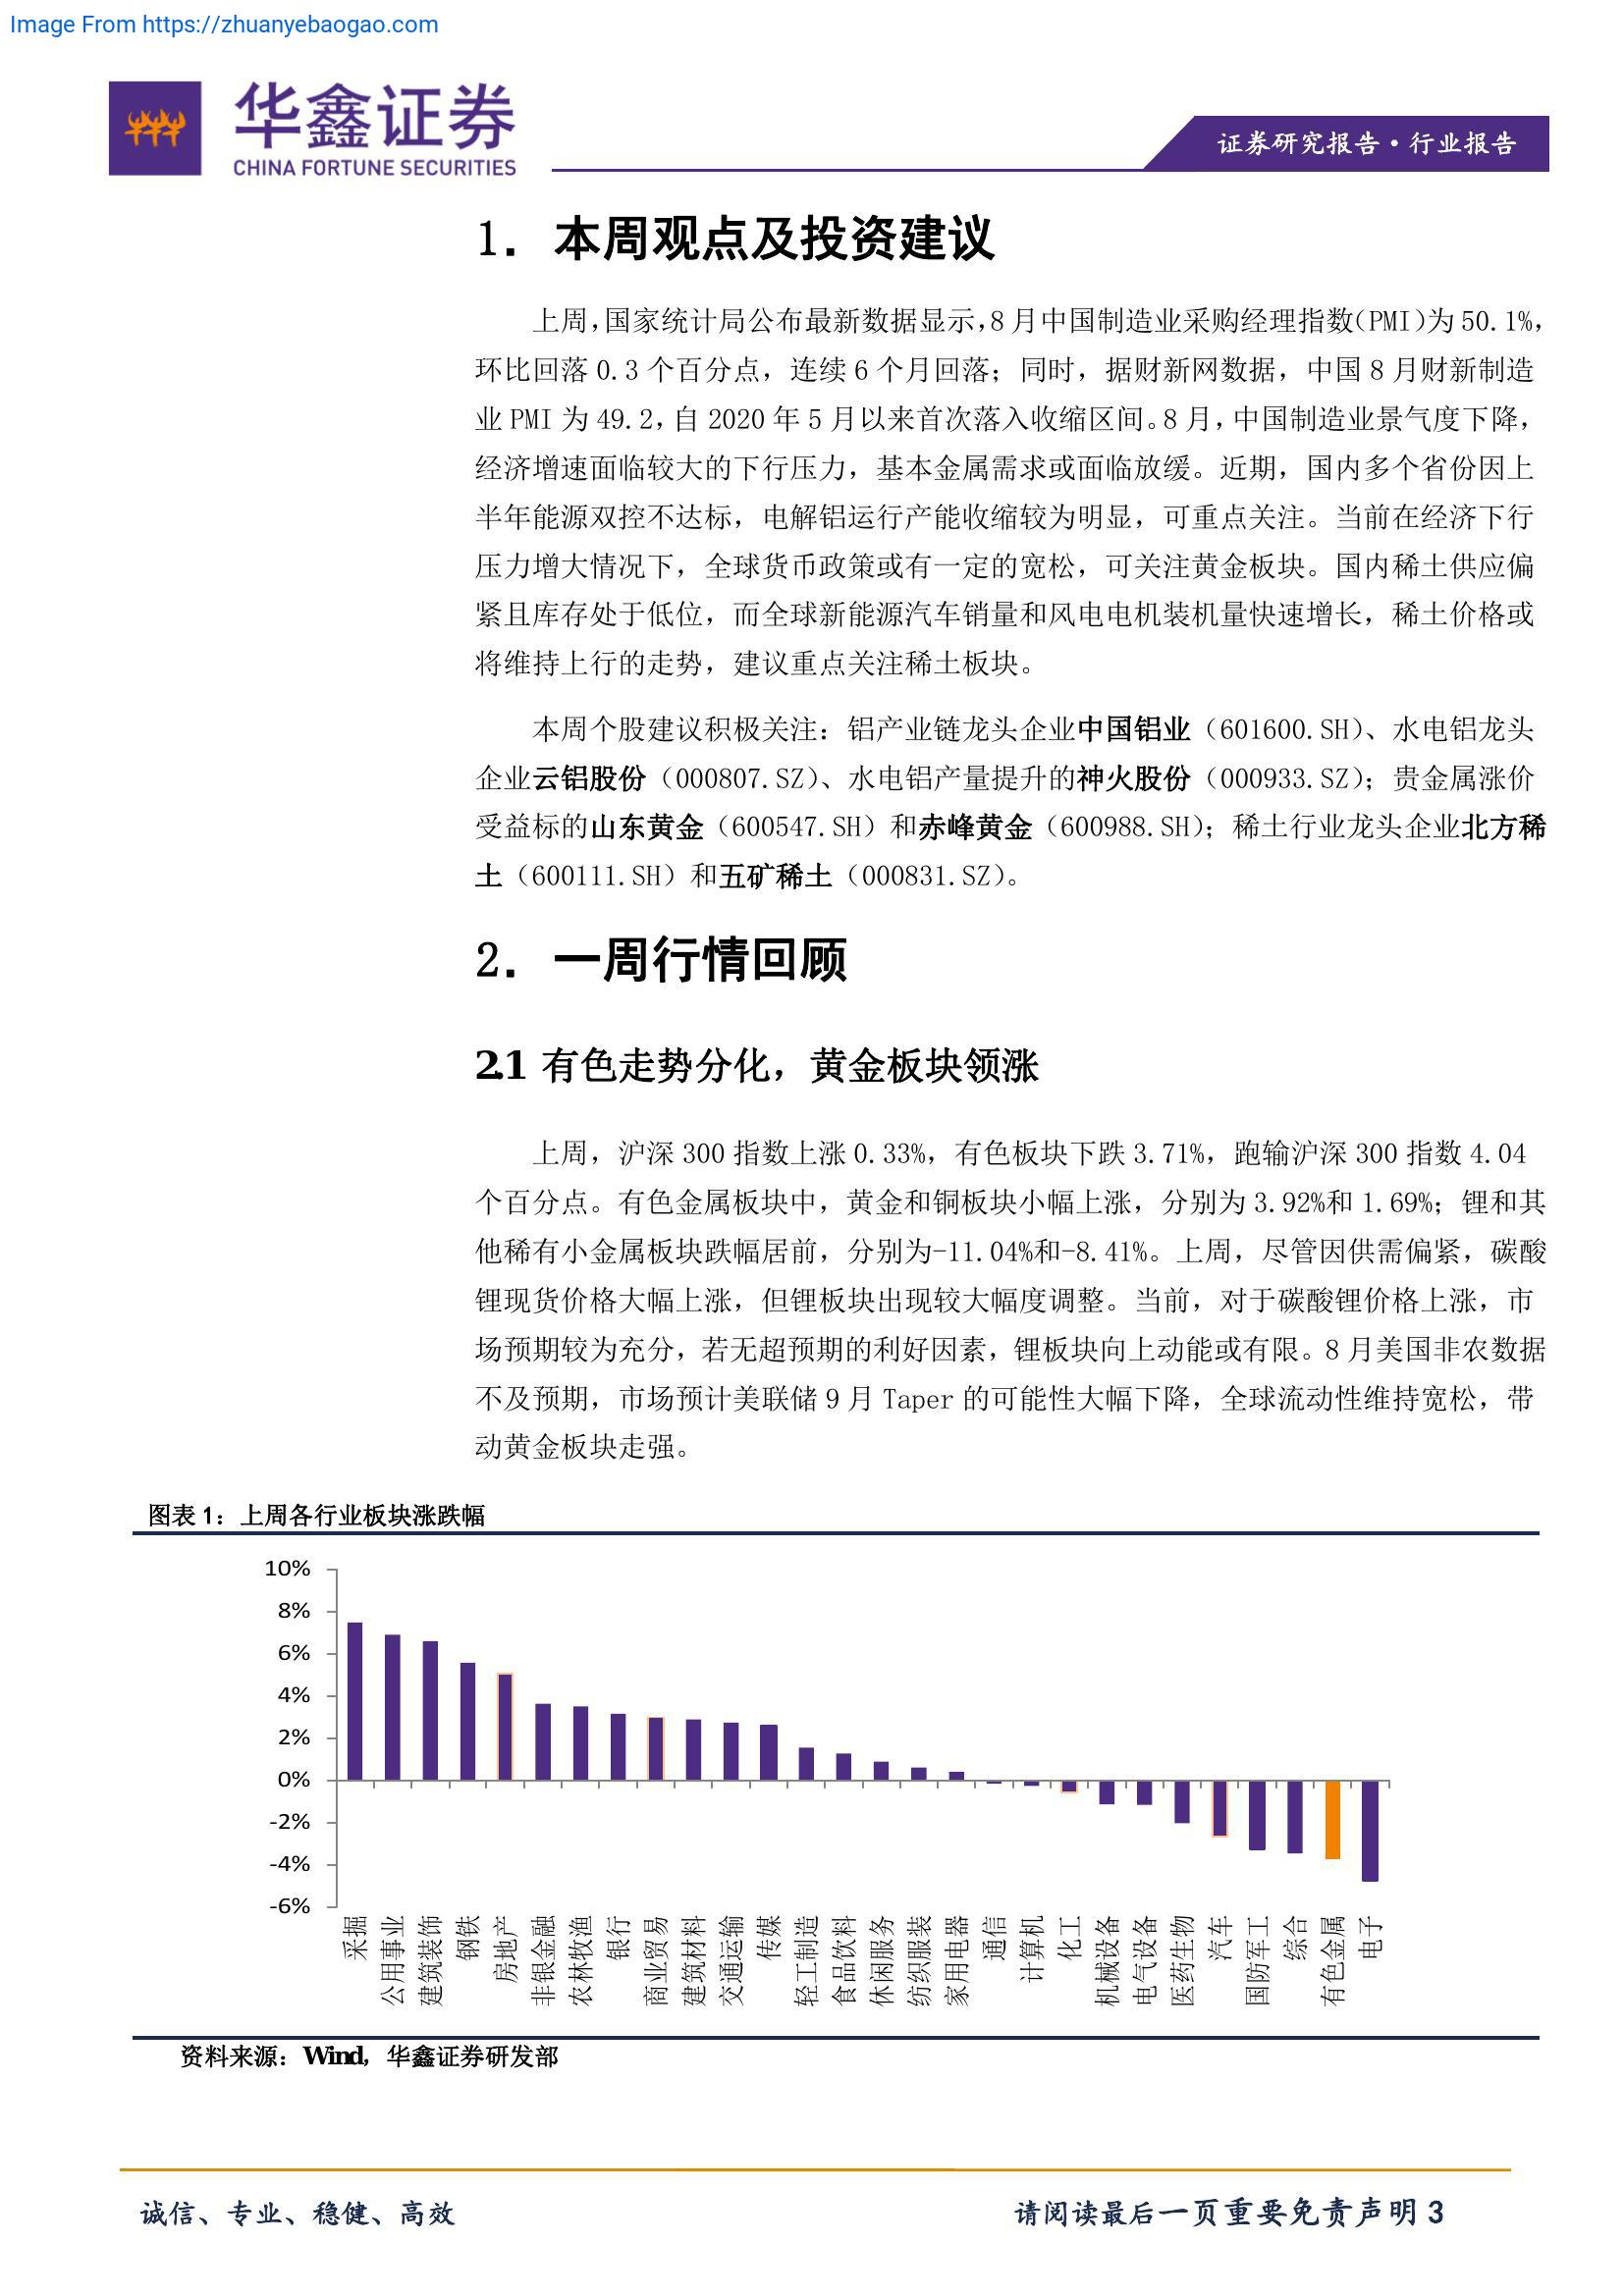 Image From https://zhuanyebaogao.com
华鑫证券
CHINA FORTUNE SECURITIES
证券研究报告·行业报告
1. 本周观点及投资建议
上周,国家统计局公布最新数据显示,8月中国制造业采购经理指数(PMI)为50.1%,
环比回落 0.3 个百分点，连续 6 个月回落；同时，据财新网数据，中国 8 月财新制造
业 PMI 为 49.2,自 2020 年 5 月以来首次落入收缩区间。8 月,中国制造业景气度下降,
经济增速面临较大的下行压力，基本金属需求或面临放缓。近期，国内多个省份因上
半年能源双控不达标，电解铝运行产能收缩较为明显，可重点关注。当前在经济下行
压力增大情况下，全球货币政策或有一定的宽松，可关注黄金板块。国内稀土供应偏
紧且库存处于低位，而全球新能源汽车销量和风电电机装机量快速增长，稀土价格或
将维持上行的走势，建议重点关注稀土板块。
本周个股建议积极关注：铝产业链龙头企业中国铝业（601600.SH）、水电铝龙头
企业云铝股份（000807.SZ）、水电铝产量提升的神火股份（000933.SZ）；贵金属涨价
受益标的山东黄金（600547.SH）和赤峰黄金（600988.SH）；稀土行业龙头企业北方稀
土（600111.SH）和五矿稀土（000831.SZ）。
2. 一周行情回顾
2.1 有色走势分化，黄金板块领涨
上周，沪深 300 指数上涨 0.33%，有色板块下跌 3.71%，跑输沪深 300 指数 4.04
个百分点。有色金属板块中，黄金和铜板块小幅上涨，分别为 3.92%和 1.69%；锂和其
他稀有小金属板块跌幅居前，分别为-11.04%和-8.41%。上周，尽管因供需偏紧，碳酸
锂现货价格大幅上涨，但锂板块出现较大幅度调整。当前，对于碳酸锂价格上涨，市
场预期较为充分，若无超预期的利好因素，锂板块向上动能或有限。8 月美国非农数据
不及预期，市场预计美联储 9 月 Taper 的可能性大幅下降，全球流动性维持宽松，带
动黄金板块走强。
图表 1：上周各行业板块涨跌幅
10%
8%
6%
4%
2%
0%
-2%
-4%
-6%
采掘
公用事业
建筑装饰
钢铁
房地产
非银金融
农林牧渔
银行
商业贸易
建筑材料
交通运输
传媒
轻工制造
食品饮料
休闲服务
纺织服装
家用电器
通信
计算机
化工
机械设备
电气设备
医药生物
汽车
国防军工
综合
有色金属
电子
资料来源：Wind，华鑫证券研发部
诚信、专业、稳健、高效
请阅读最后一页重要免责声明 3